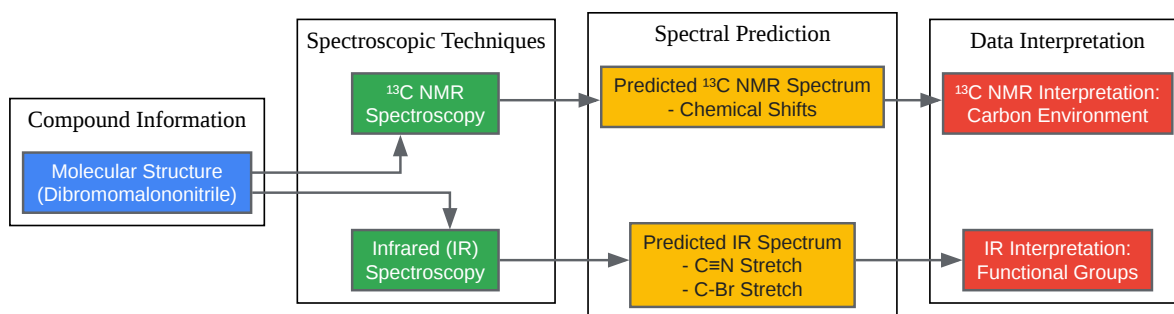 Compound Information
Molecular Structure
(Dibromomalononitrile)
Spectroscopic Techniques
¹³C NMR
Spectroscopy
Infrared (IR)
Spectroscopy
Spectral Prediction
Predicted ¹³C NMR Spectrum
- Chemical Shifts
Predicted IR Spectrum
- C≡N Stretch
- C-Br Stretch
Data Interpretation
¹³C NMR Interpretation:
Carbon Environment
IR Interpretation:
Functional Groups